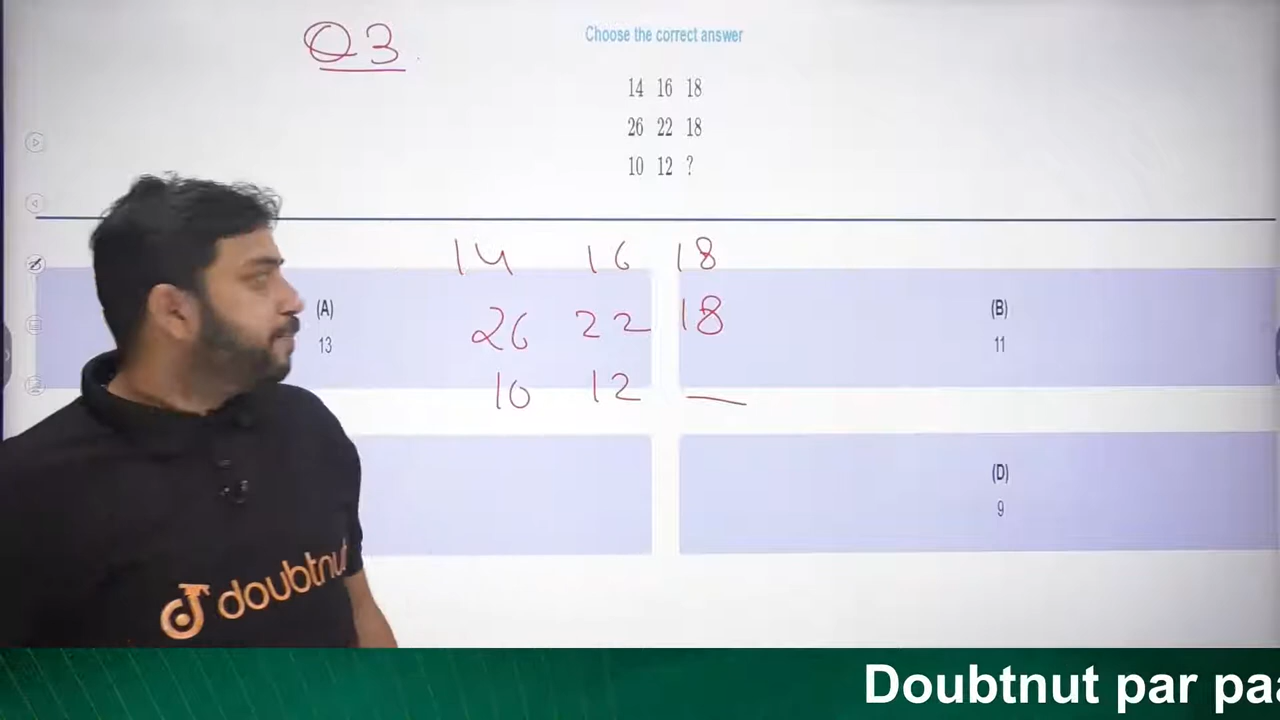 Q3
Choose the correct answer
14 16 18
26 22 18
10 12 ?
14 16 18
26 22 18
10 12 __
(A)
13
(B)
11
(D)
9
doubtnut
Doubtnut par